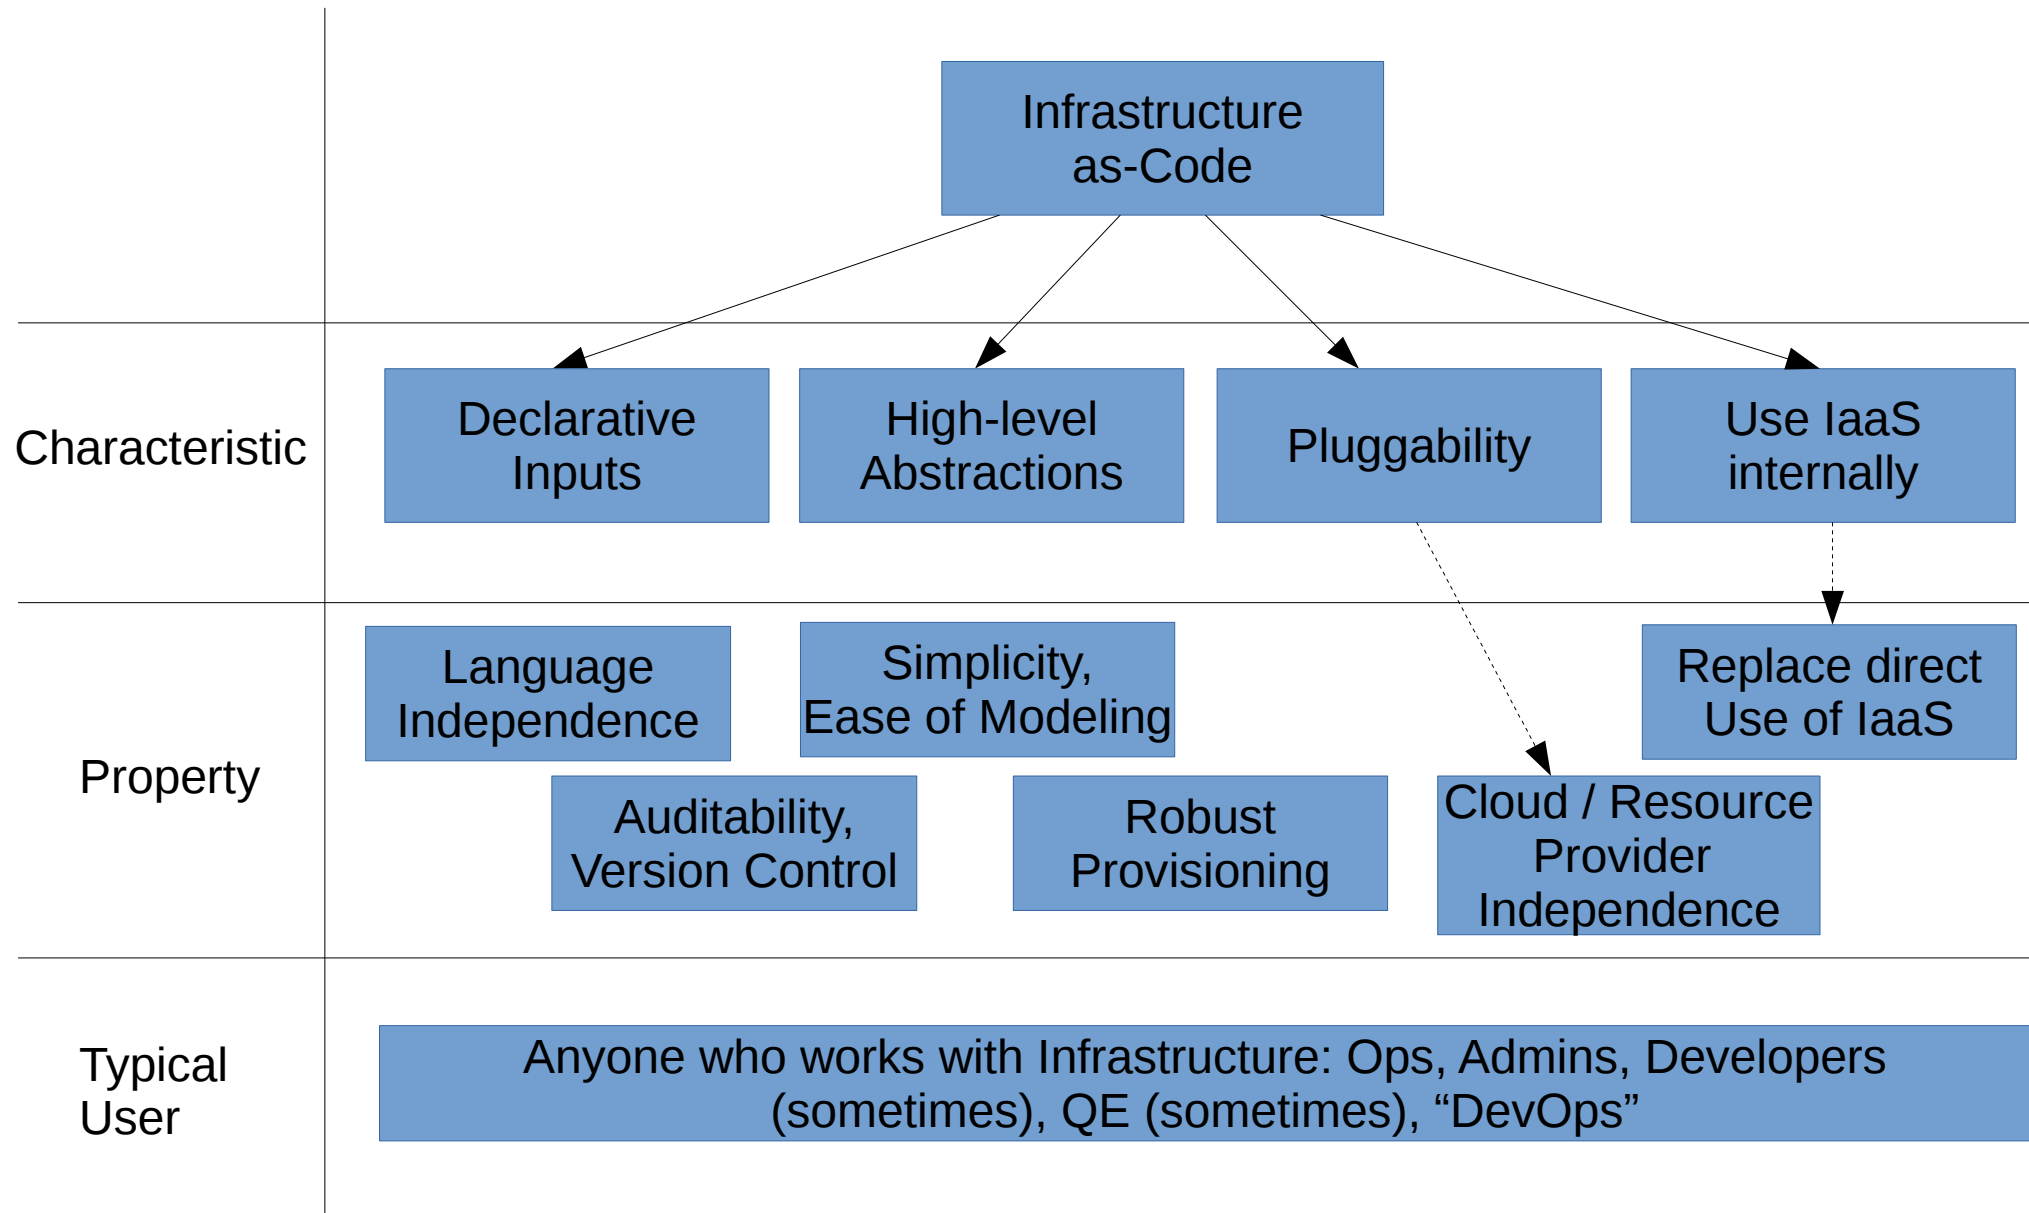 Infrastructure
as-Code
Characteristic
Declarative
Inputs
High-level
Abstractions
Pluggability
Use IaaS
internally
Property
Language
Independence
Simplicity,
Ease of Modeling
Replace direct
Use of IaaS
Auditability,
Version Control
Robust
Provisioning
Cloud / Resource
Provider
Independence
Typical
User
Anyone who works with Infrastructure: Ops, Admins, Developers
(sometimes), QE (sometimes), “DevOps”